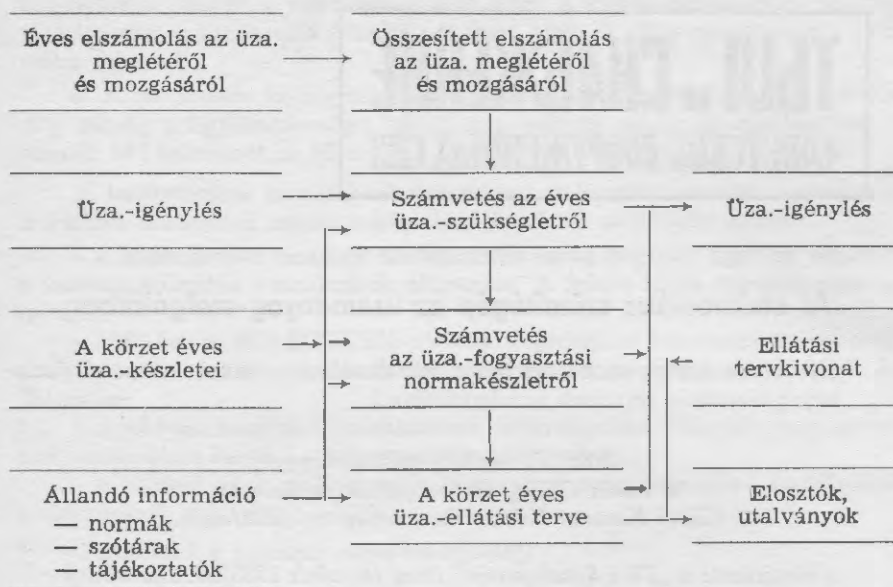 Éves elszámolás az üza.
meglétéről
és mozgásáról
Összesített elszámolás
az üza. meglétéről
és mozgásáról
Üza.-igénylés
Számvetés az éves
üza.-szükségletről
Üza.-igénylés
A körzet éves
üza.-készletei
Számvetés
az üza.-fogyasztási
normakészletről
Ellátási
tervkivonat
Állandó információ
— normák
— szótárak
— tájékoztatók
A körzet éves
üza.-ellátási terve
Elosztók,
utalványok